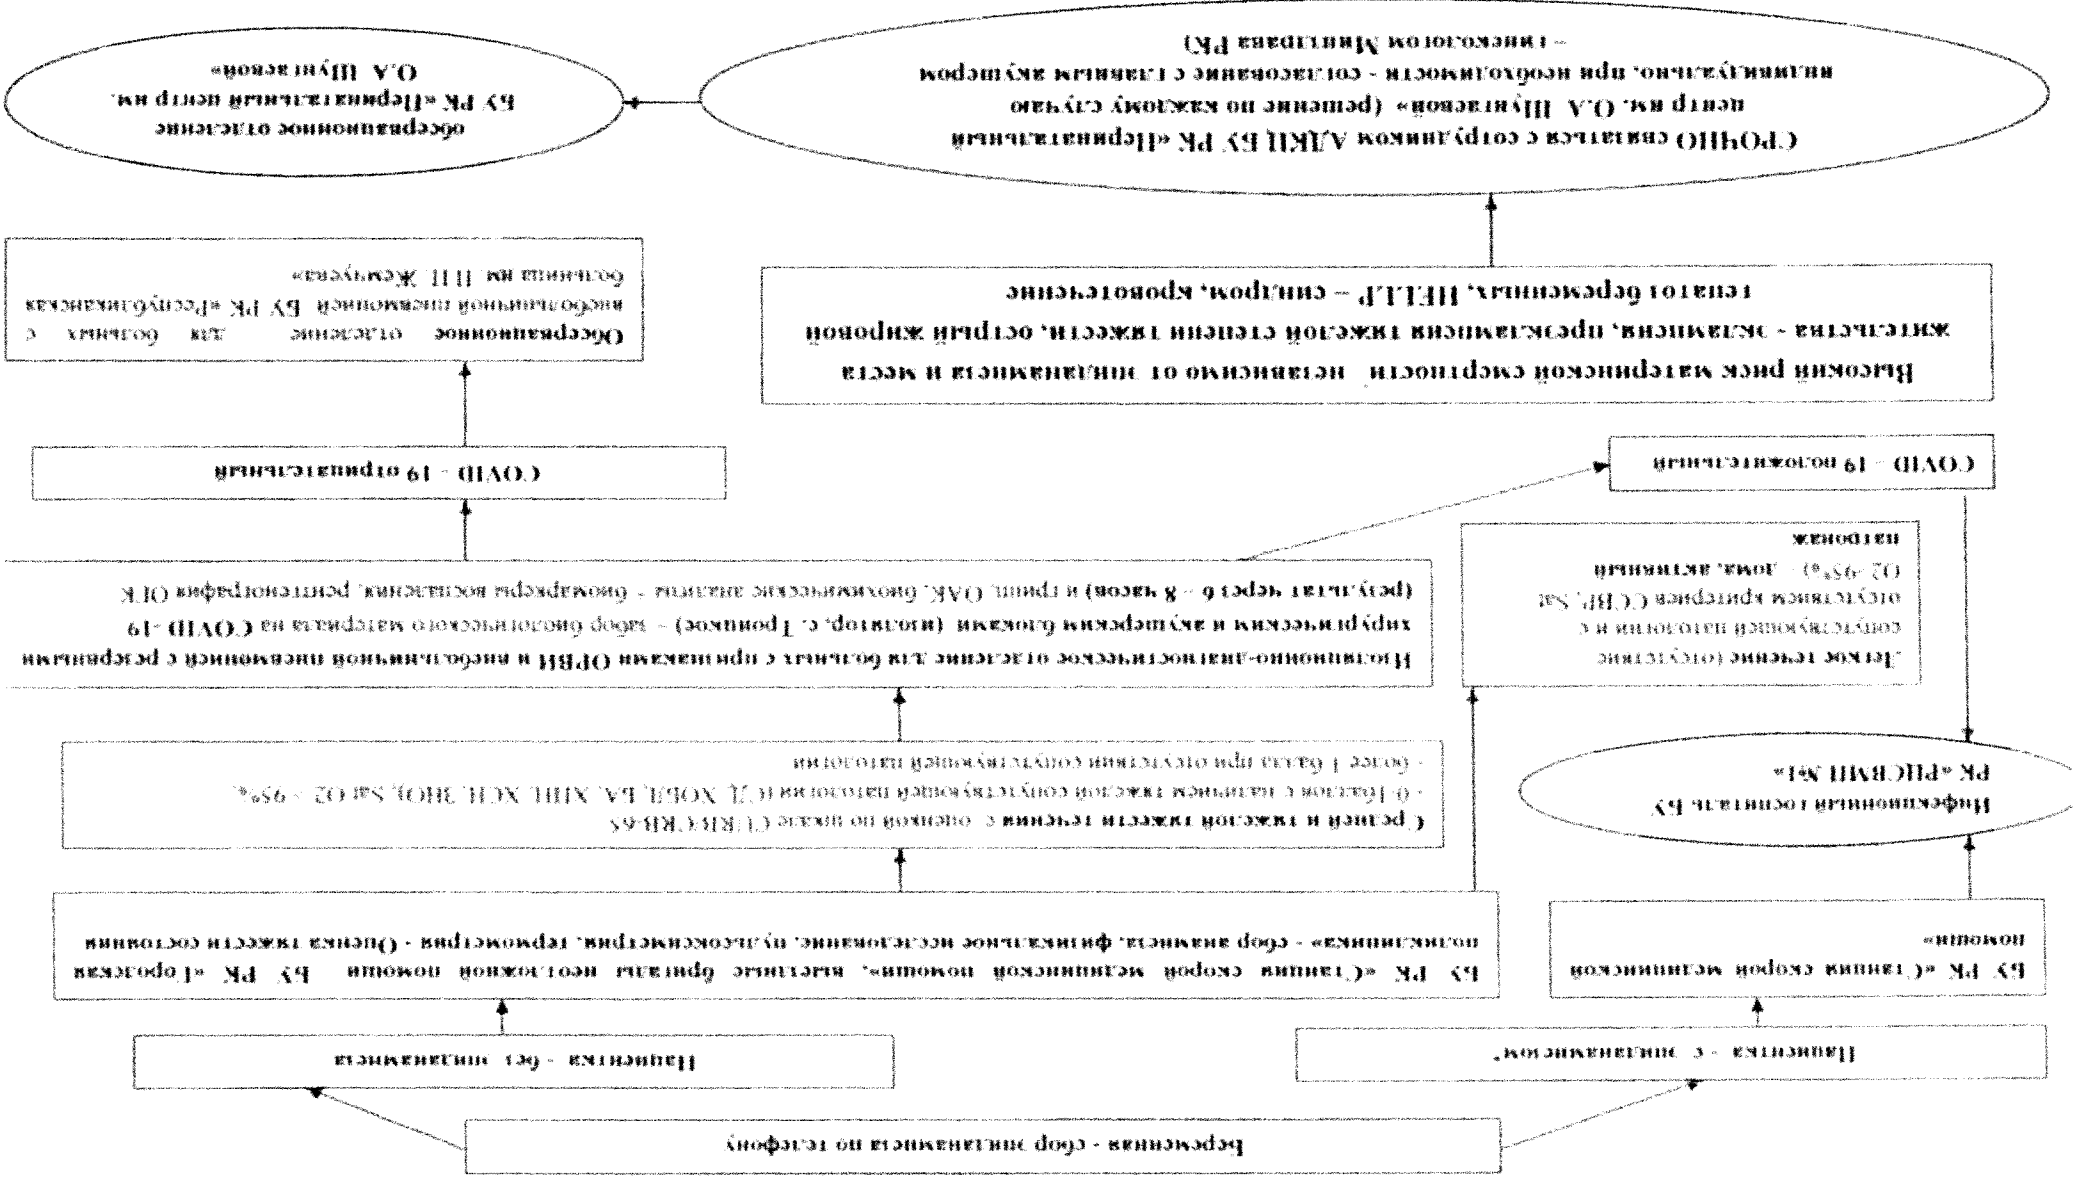 Беременная - сбор эпиданамнеза по телефону
Пациентка - с эпиданамнезом*
Пациентка - без эпиданамнеза
БУ РК «Станция скорой медицинской
помощи»
БУ РК «Станция скорой медицинской помощи», выездные бригады неотложной помощи БУ РК «Городская
поликлиника» - сбор анамнеза, физикальное исследование, пульсоксиметрия, термометрия - Оценка тяжести состояния
Инфекционный госпиталь БУ
РК «РЦСВМП №1»
Средней и тяжелой тяжести течения с оценкой по шкале CURB/CRB-65
- 0-1баллов с наличием тяжелой сопутствующей патологии (СД, ХОБЛ, БА, ХПН, ХСН, ЗНО), Sat O2 - 95%,
- более 1 балла при отсутствии сопутствующей патологии
Легкое течение (отсутствие
сопутствующей патологии и с
отсутствием критериев ССВР, Sat
O2-95%) - дома, активный
патронаж
Изоляционно-диагностическое отделение для больных с признаками ОРВИ и внебольничной пневмонией с резервными
хирургическим и акушерским блоками (изолятор, с. Троицкое) – забор биологического материала на COVID -19
(результат через 6 – 8 часов) и грипп, ОАК, биохимические анализы - биомаркеры воспаления, рентгенография ОГК
COVID - 19 положительный
COVID - 19 отрицательный
Высокий риск материнской смертности независимо от эпиданамнеза и места
жительства - эклампсия, преэклампсия тяжелой степени тяжести, острый жировой
гепатоз беременных, HELLP – синдром, кровотечение
Обсервационное отделение для больных с
внебольничной пневмонией БУ РК «Республиканская
больница им. П.П. Жемчуева»
СРОЧНО связаться с сотрудником АДКЦ БУ РК «Перинатальный
центр им. О.А Шунгаевой» (решение по каждому случаю
индивидуально, при необходимости - согласование с главным акушером
– гинекологом Минздрава РК)
обсервационное отделение
БУ РК «Перинатальный центр им.
О.А Шунгаевой»